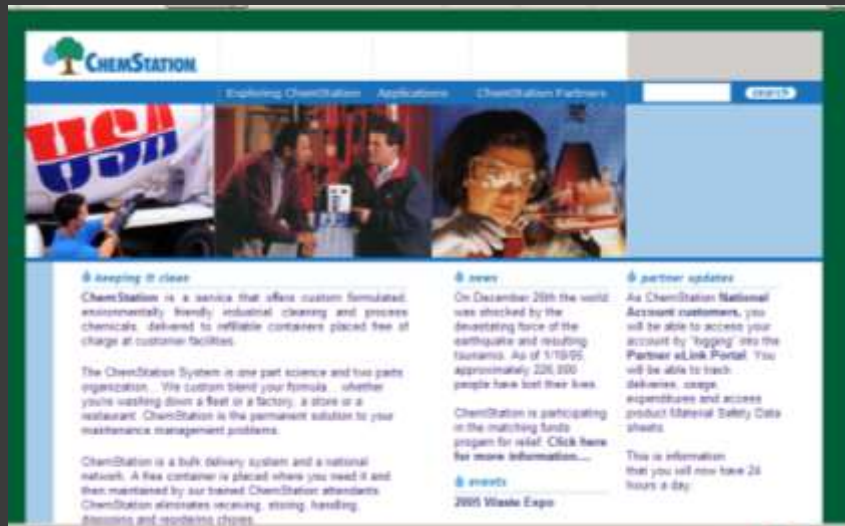 ChemStation
Exploring ChemStation Applications ChemStation Partners search
USA
keeping it clean
ChemStation is a service that offers custom formulated,
environmentally friendly industrial cleaning and process
chemicals, delivered to refillable containers placed free of
charge at customer facilities.
The ChemStation System is one part science and two parts
organization... We custom blend your formula... whether
you're washing down a fleet or a factory, a store or a
restaurant. ChemStation is the permanent solution to your
maintenance management problems.
ChemStation is a bulk delivery system and a national
network. A free container is placed where you need it and
then maintained by our trained ChemStation attendants.
ChemStation eliminates receiving, storing, handling,
disposing and reordering chores.
news
On December 26th the world
was shocked by the
devastating force of the
earthquake and resulting
tsunamis. As of 1/19/05
approximately 226,000
people have lost their lives.
ChemStation is participating
in the matching funds
progam for relief. Click here
for more information....
events
2005 Waste Expo
partner updates
As ChemStation National
Account customers, you
will be able to access your
account by "logging" into the
Partner eLink Portal. You
will be able to track
deliveries, usage,
expenditures and access
product Material Safety Data
sheets.
This is information
that you will now have 24
hours a day.